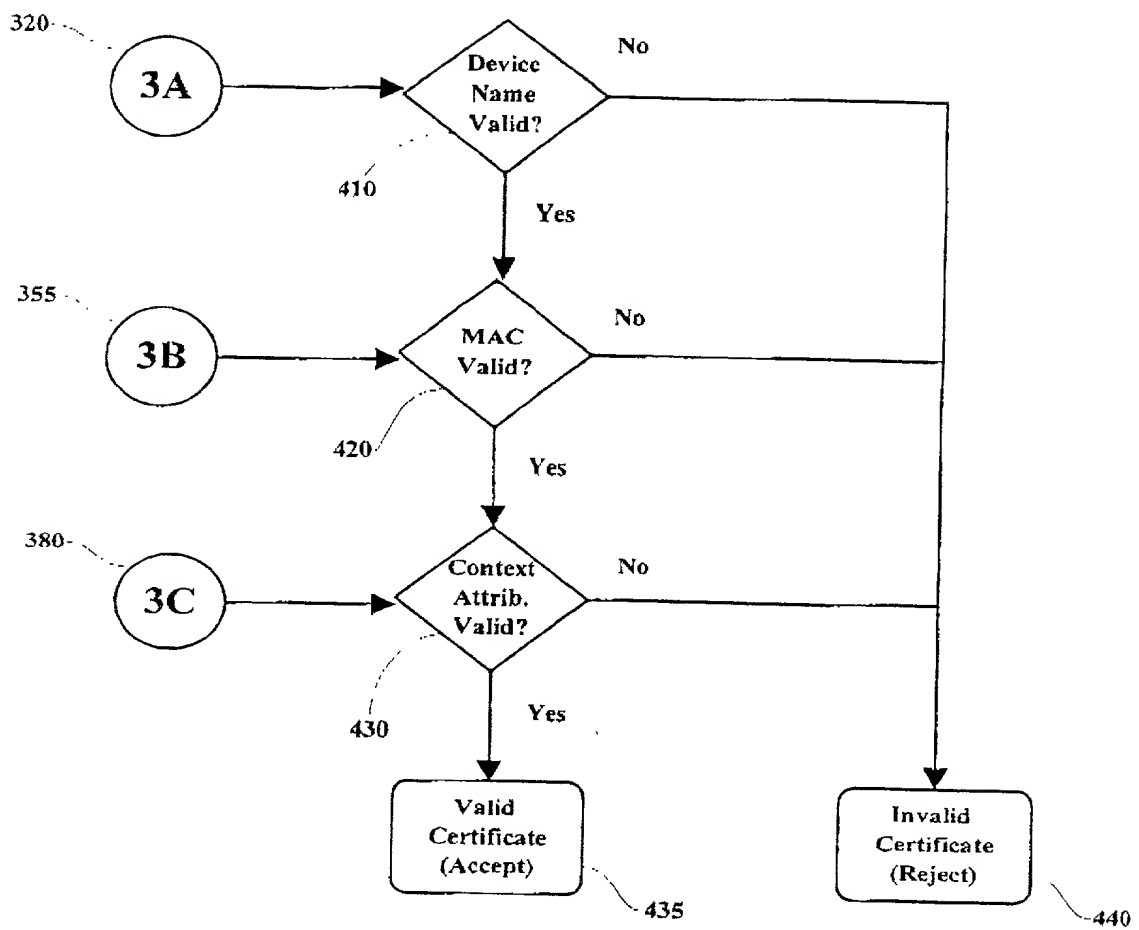 320
3A
Device
Name
Valid?
No
410
Yes
355
3B
MAC
Valid?
No
420
Yes
380
3C
Context
Attrib.
Valid?
No
430
Yes
Valid
Certificate
(Accept)
435
Invalid
Certificate
(Reject)
440